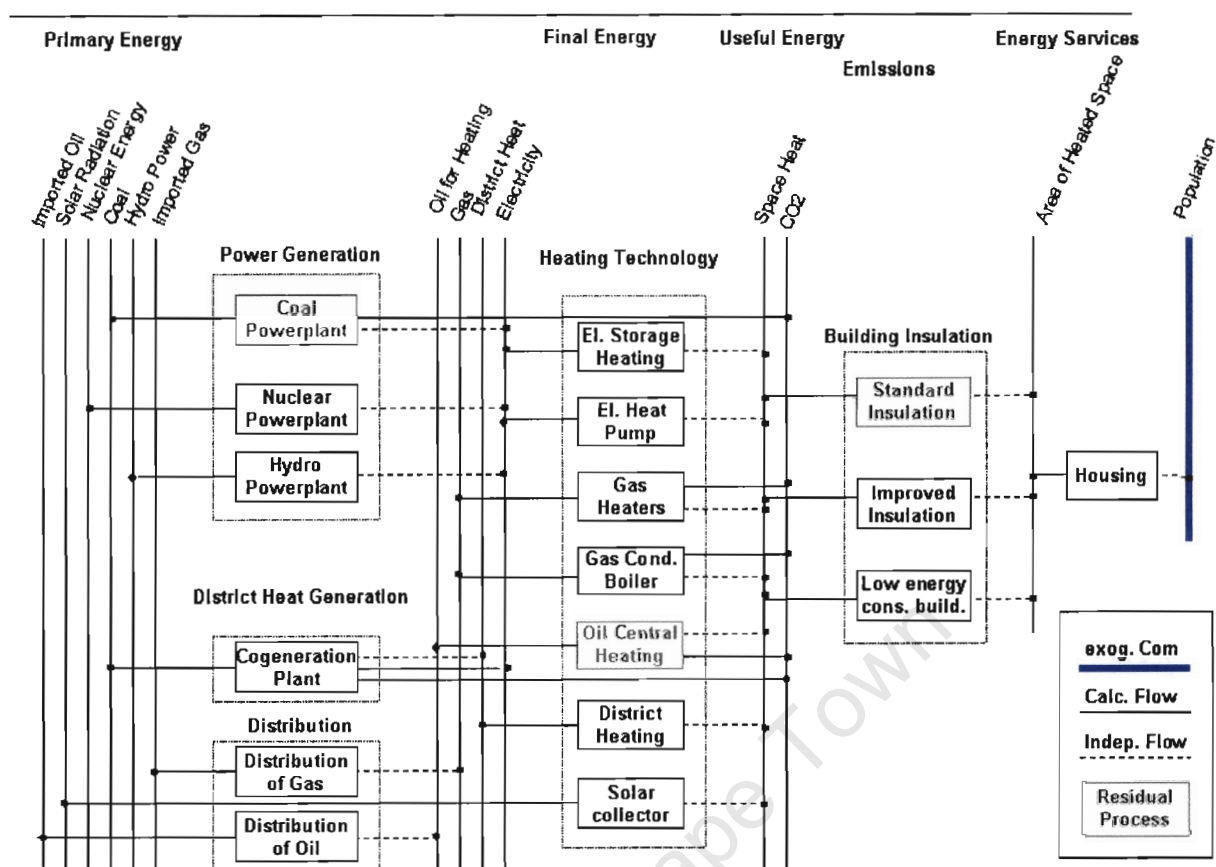 Primary Energy
Final Energy
Useful Energy
Energy Services
Emissions
Imported Oil
Solar Radiation
Nuclear Energy
Coal
Hydro Power
Imported Gas
Oil for Heating
Gas
District Heat
Electricity
Space Heat
CO2
Area of Heated Space
Population
Power Generation
Coal
Powerplant
Nuclear
Powerplant
Hydro
Powerplant
District Heat Generation
Cogeneration
Plant
Distribution
Distribution
of Gas
Distribution
of Oil
Heating Technology
El. Storage
Heating
El. Heat
Pump
Gas
Heaters
Gas Cond.
Boiler
Oil Central
Heating
District
Heating
Solar
collector
Building Insulation
Standard
Insulation
Improved
Insulation
Low energy
cons. build.
Housing
exog. Com
Calc. Flow
Indep. Flow
Residual
Process
ape Town